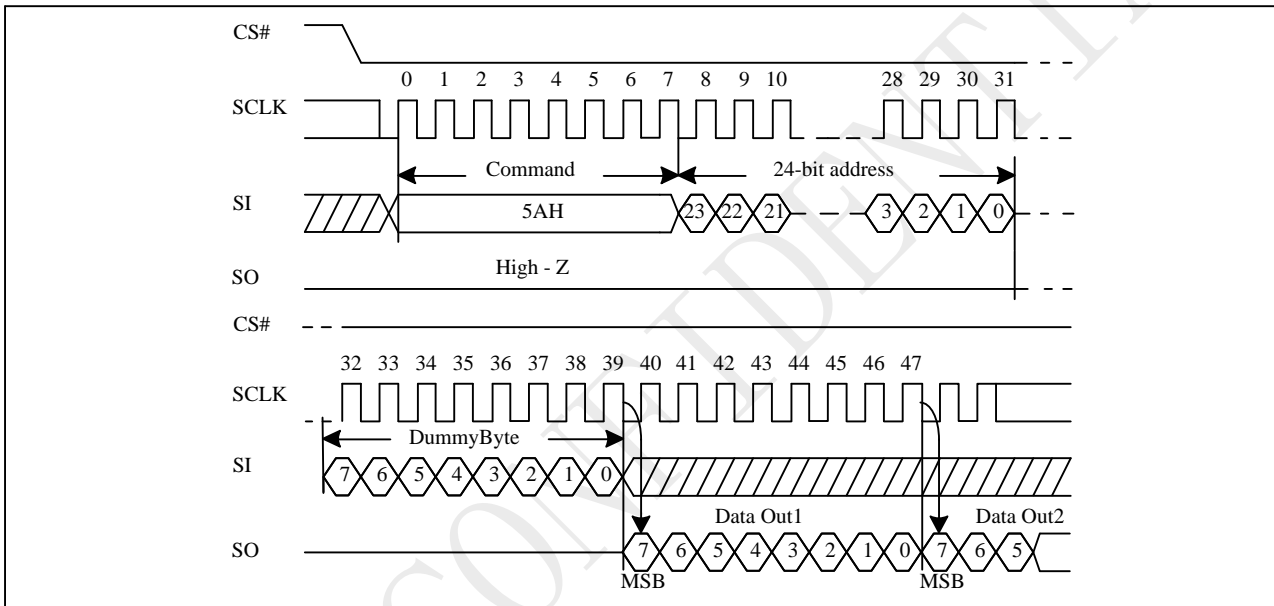 CS#
0 1 2 3 4 5 6 7 8 9 10 28 29 30 31
SCLK
Command 24-bit address
SI 5AH 23 22 21 3 2 1 0
High - Z
SO
CS#
32 33 34 35 36 37 38 39 40 41 42 43 44 45 46 47
SCLK
DummyByte
SI 7 6 5 4 3 2 1 0
Data Out1 Data Out2
SO 7 6 5 4 3 2 1 0 7 6 5
MSB MSB
CONFIDENTIA